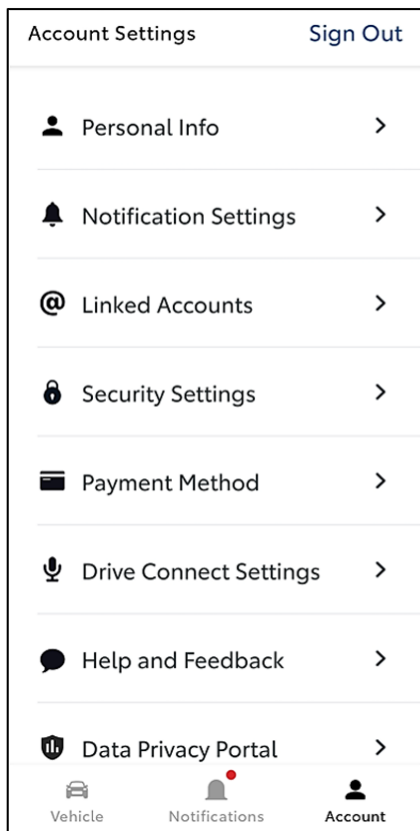 Account Settings Sign Out
Personal Info
Notification Settings
Linked Accounts
Security Settings
Payment Method
Drive Connect Settings
Help and Feedback
Data Privacy Portal
Vehicle Notifications Account